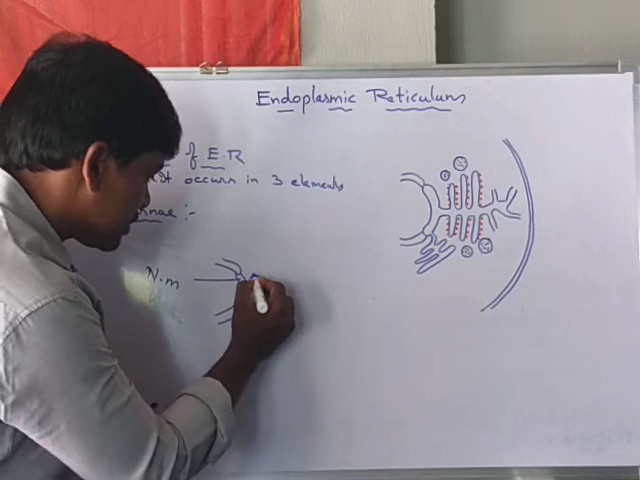 Endoplasmic Reticulum
of E.R
occurs in 3 elements
:-
N.m